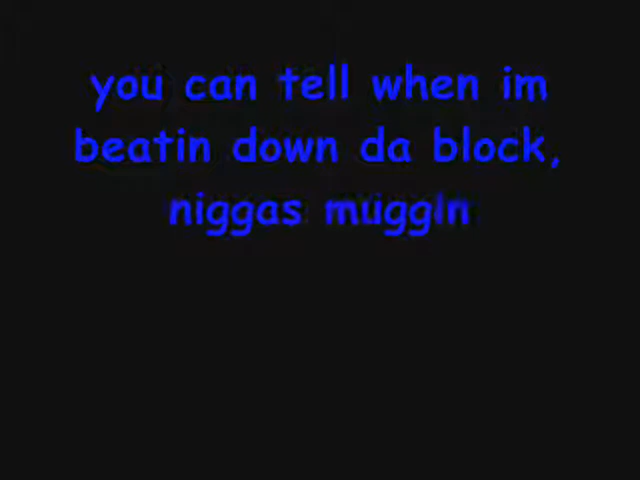 you can tell when im
beatin down da block,
niggas muggin